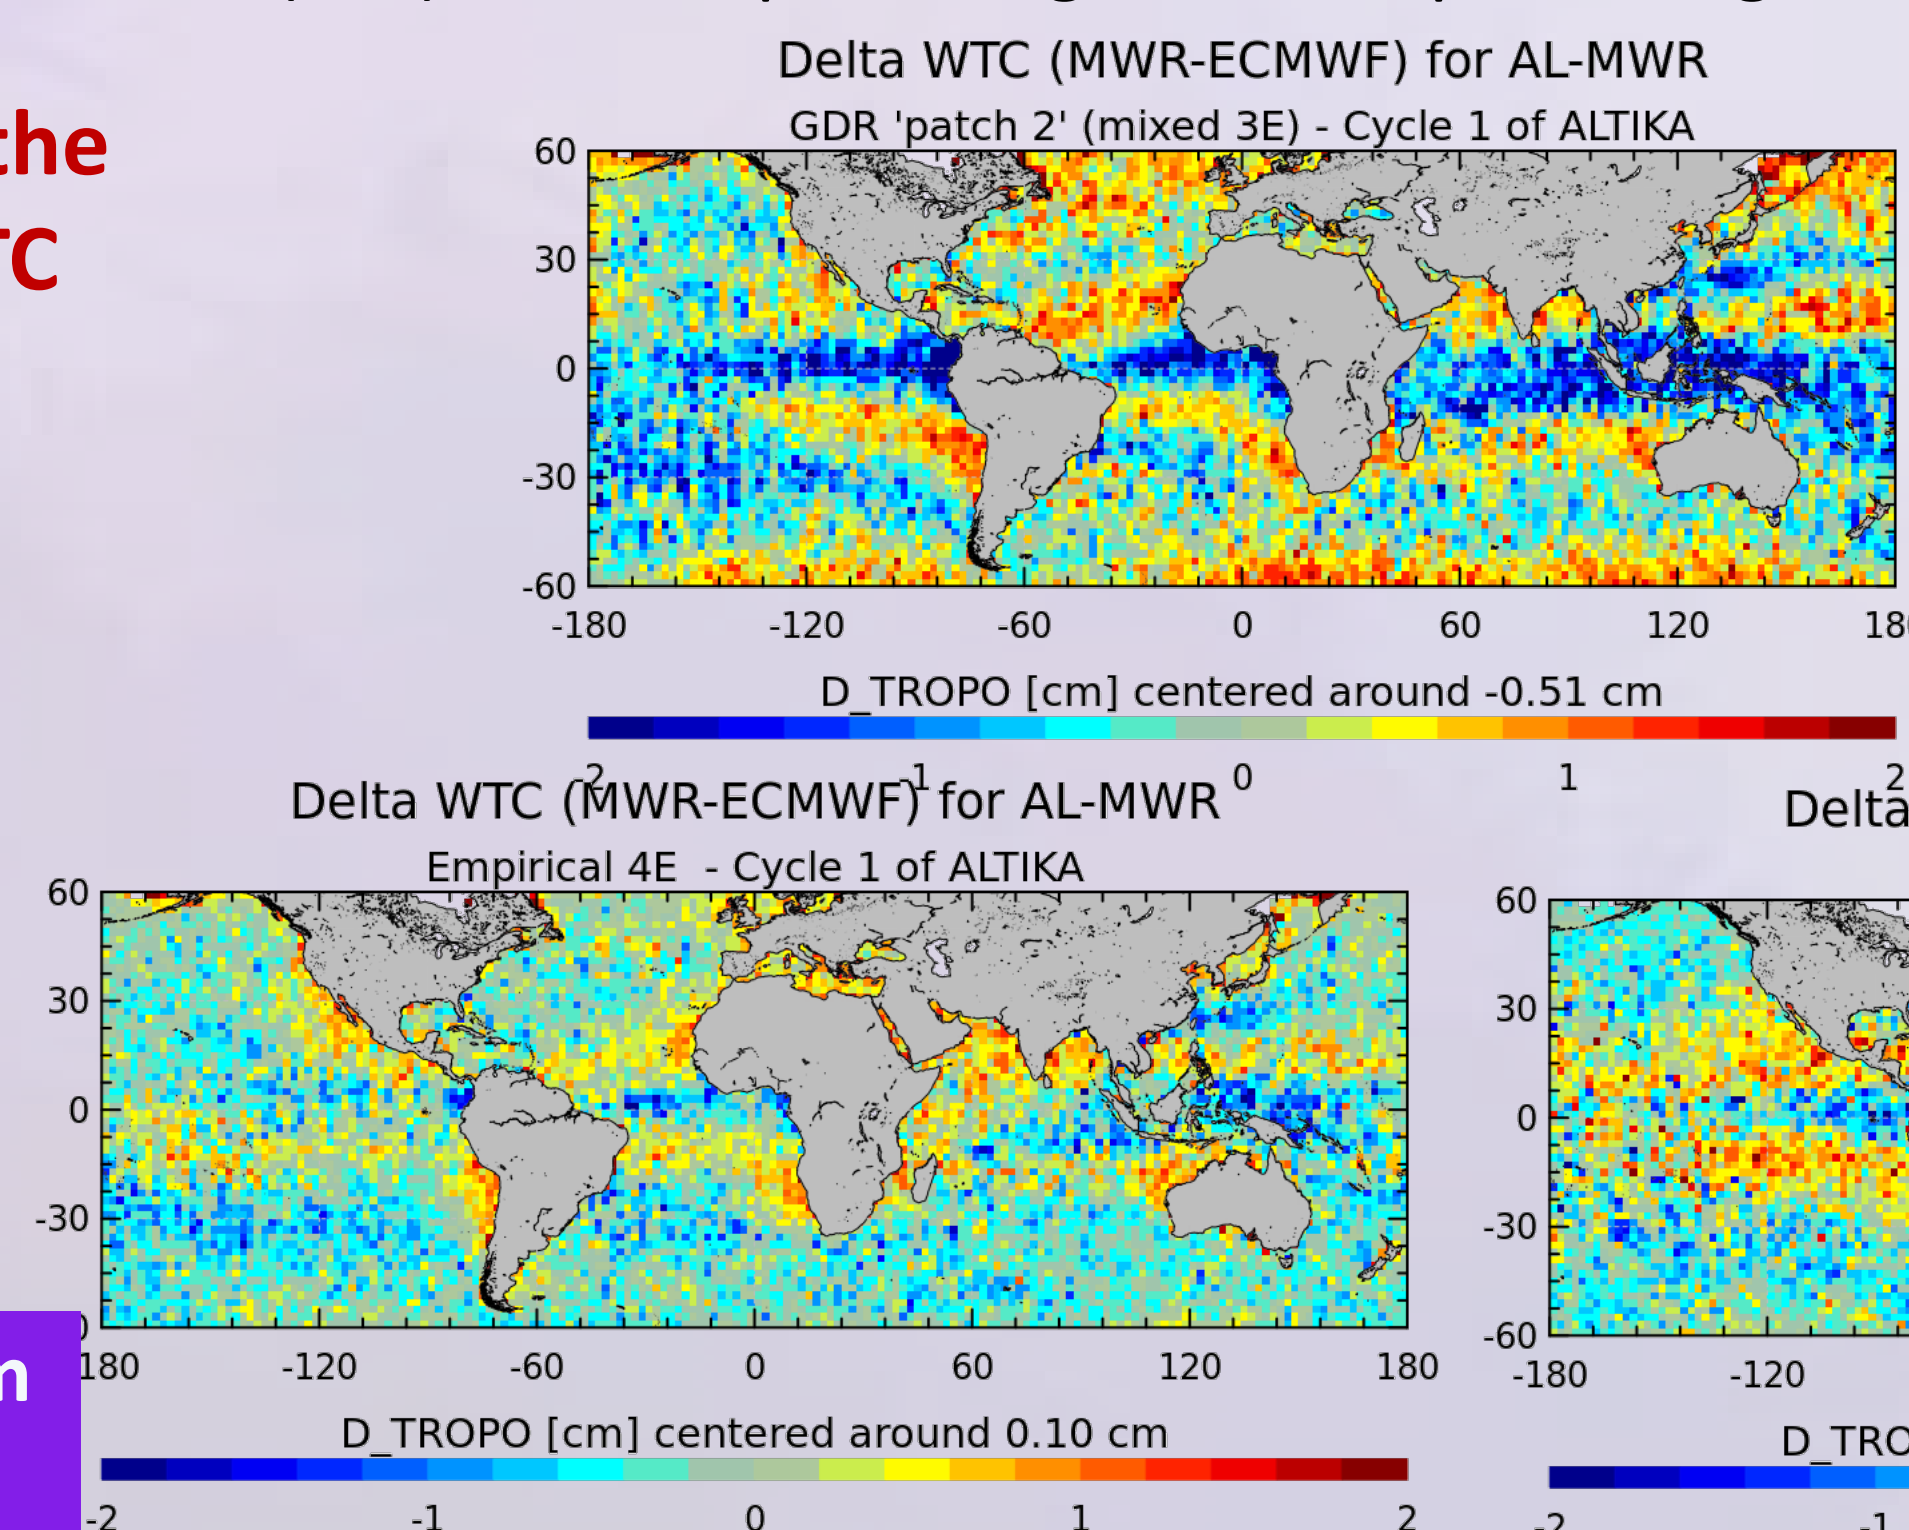 the
TC
Delta WTC (MWR-ECMWF) for AL-MWR
GDR 'patch 2' (mixed 3E) - Cycle 1 of ALTIKA
60
30
0
-30
-60
-180 -120 -60 0 60 120 180
D_TROPO [cm] centered around -0.51 cm
-2 -1 0 1 2
Delta WTC (MWR-ECMWF) for AL-MWR
Empirical 4E - Cycle 1 of ALTIKA
60
30
0
-30
180 -120 -60 0 60 120 180
D_TROPO [cm] centered around 0.10 cm
-2 -1 0 1 2
Delta
60
30
0
-30
-60
-180 -120
D_TRO
-2 -1